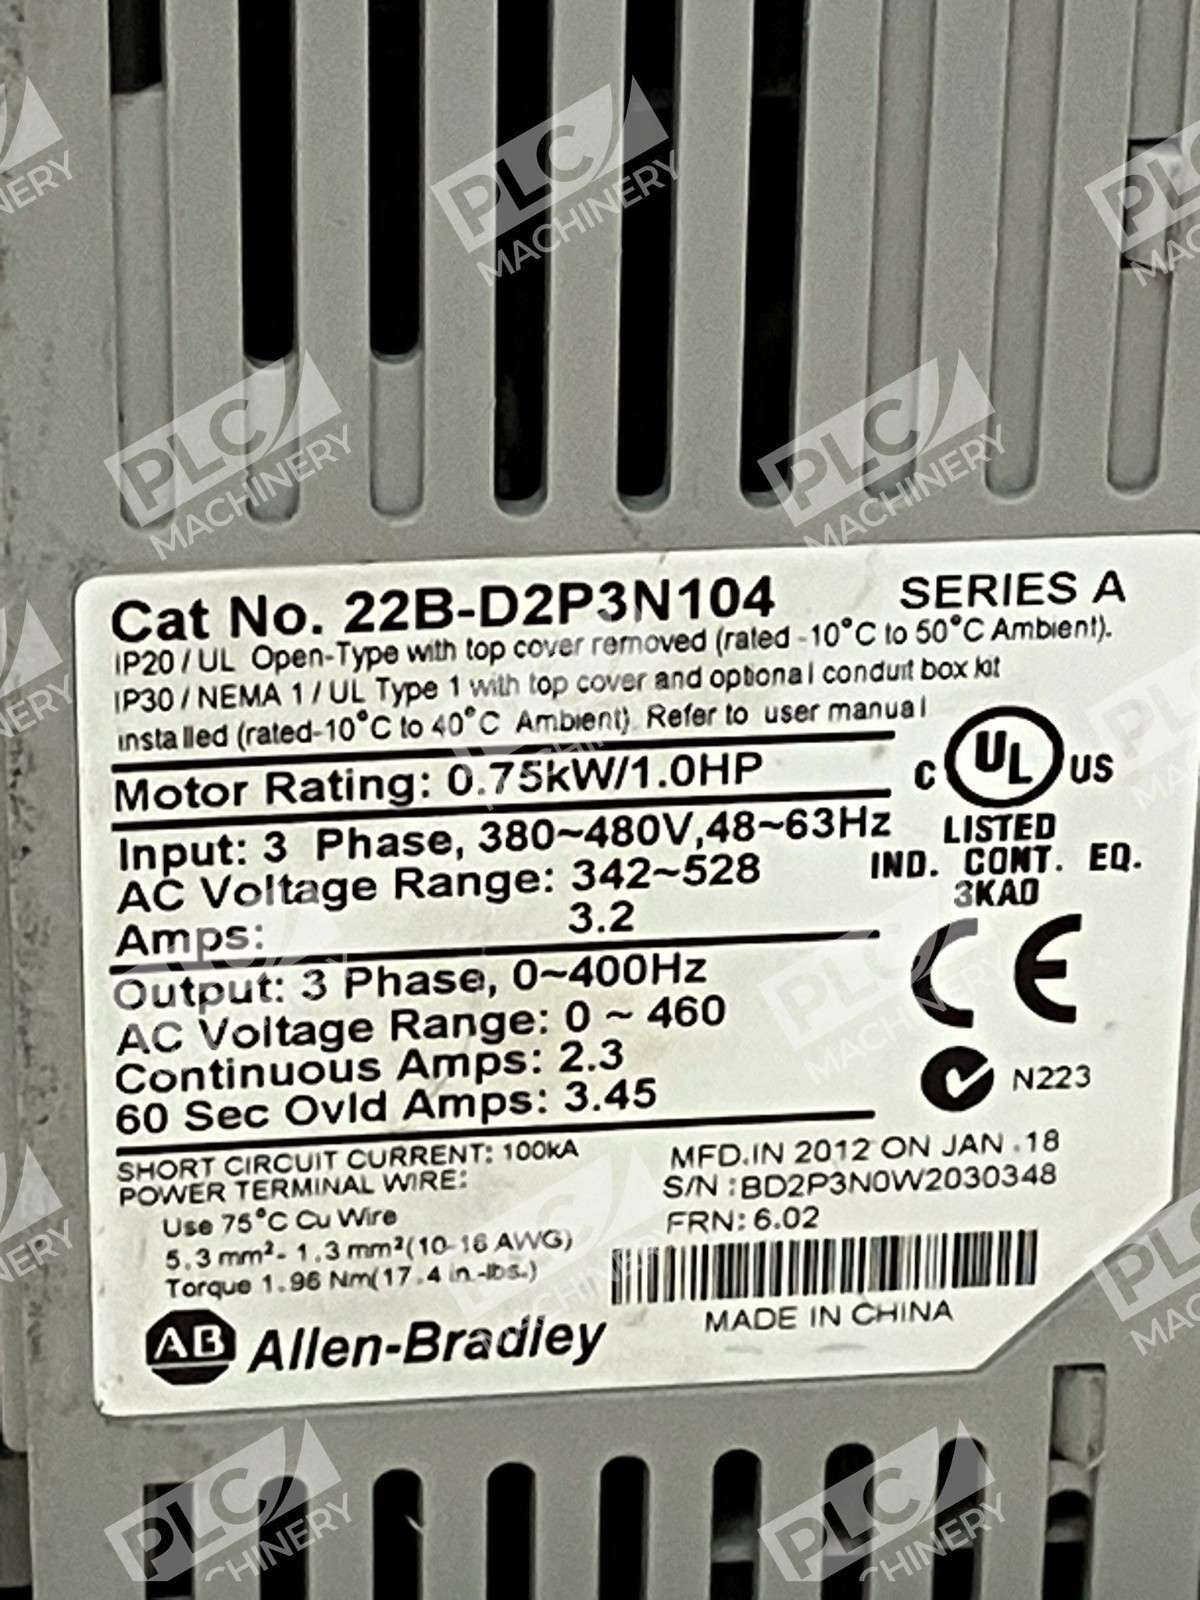 Cat No. 22B-D2P3N104 SERIES A
IP20 / UL Open-Type with top cover removed (rated -10°C to 50°C Ambient).
IP30 / NEMA 1 / UL Type 1 with top cover and optional conduit box kit
installed (rated-10°C to 40°C Ambient). Refer to user manual
Motor Rating: 0.75kW/1.0HP
C UL US
LISTED
IND. CONT. EQ.
3KAD
Input: 3 Phase, 380~480V,48~63Hz
AC Voltage Range: 342~528
Amps: 3.2
Output: 3 Phase, 0~400Hz
AC Voltage Range: 0 ~ 460
Continuous Amps: 2.3
60 Sec Ovld Amps: 3.45
CE
N223
SHORT CIRCUIT CURRENT: 100kA
POWER TERMINAL WIRE:
Use 75°C Cu Wire
5.3 mm²- 1.3 mm²(10-16 AWG)
Torque 1.96 Nm(17.4 in.-lbs.)
MFD.IN 2012 ON JAN .18
S/N :BD2P3N0W2030348
FRN: 6.02
MADE IN CHINA
AB Allen-Bradley
PLC MACHINERY